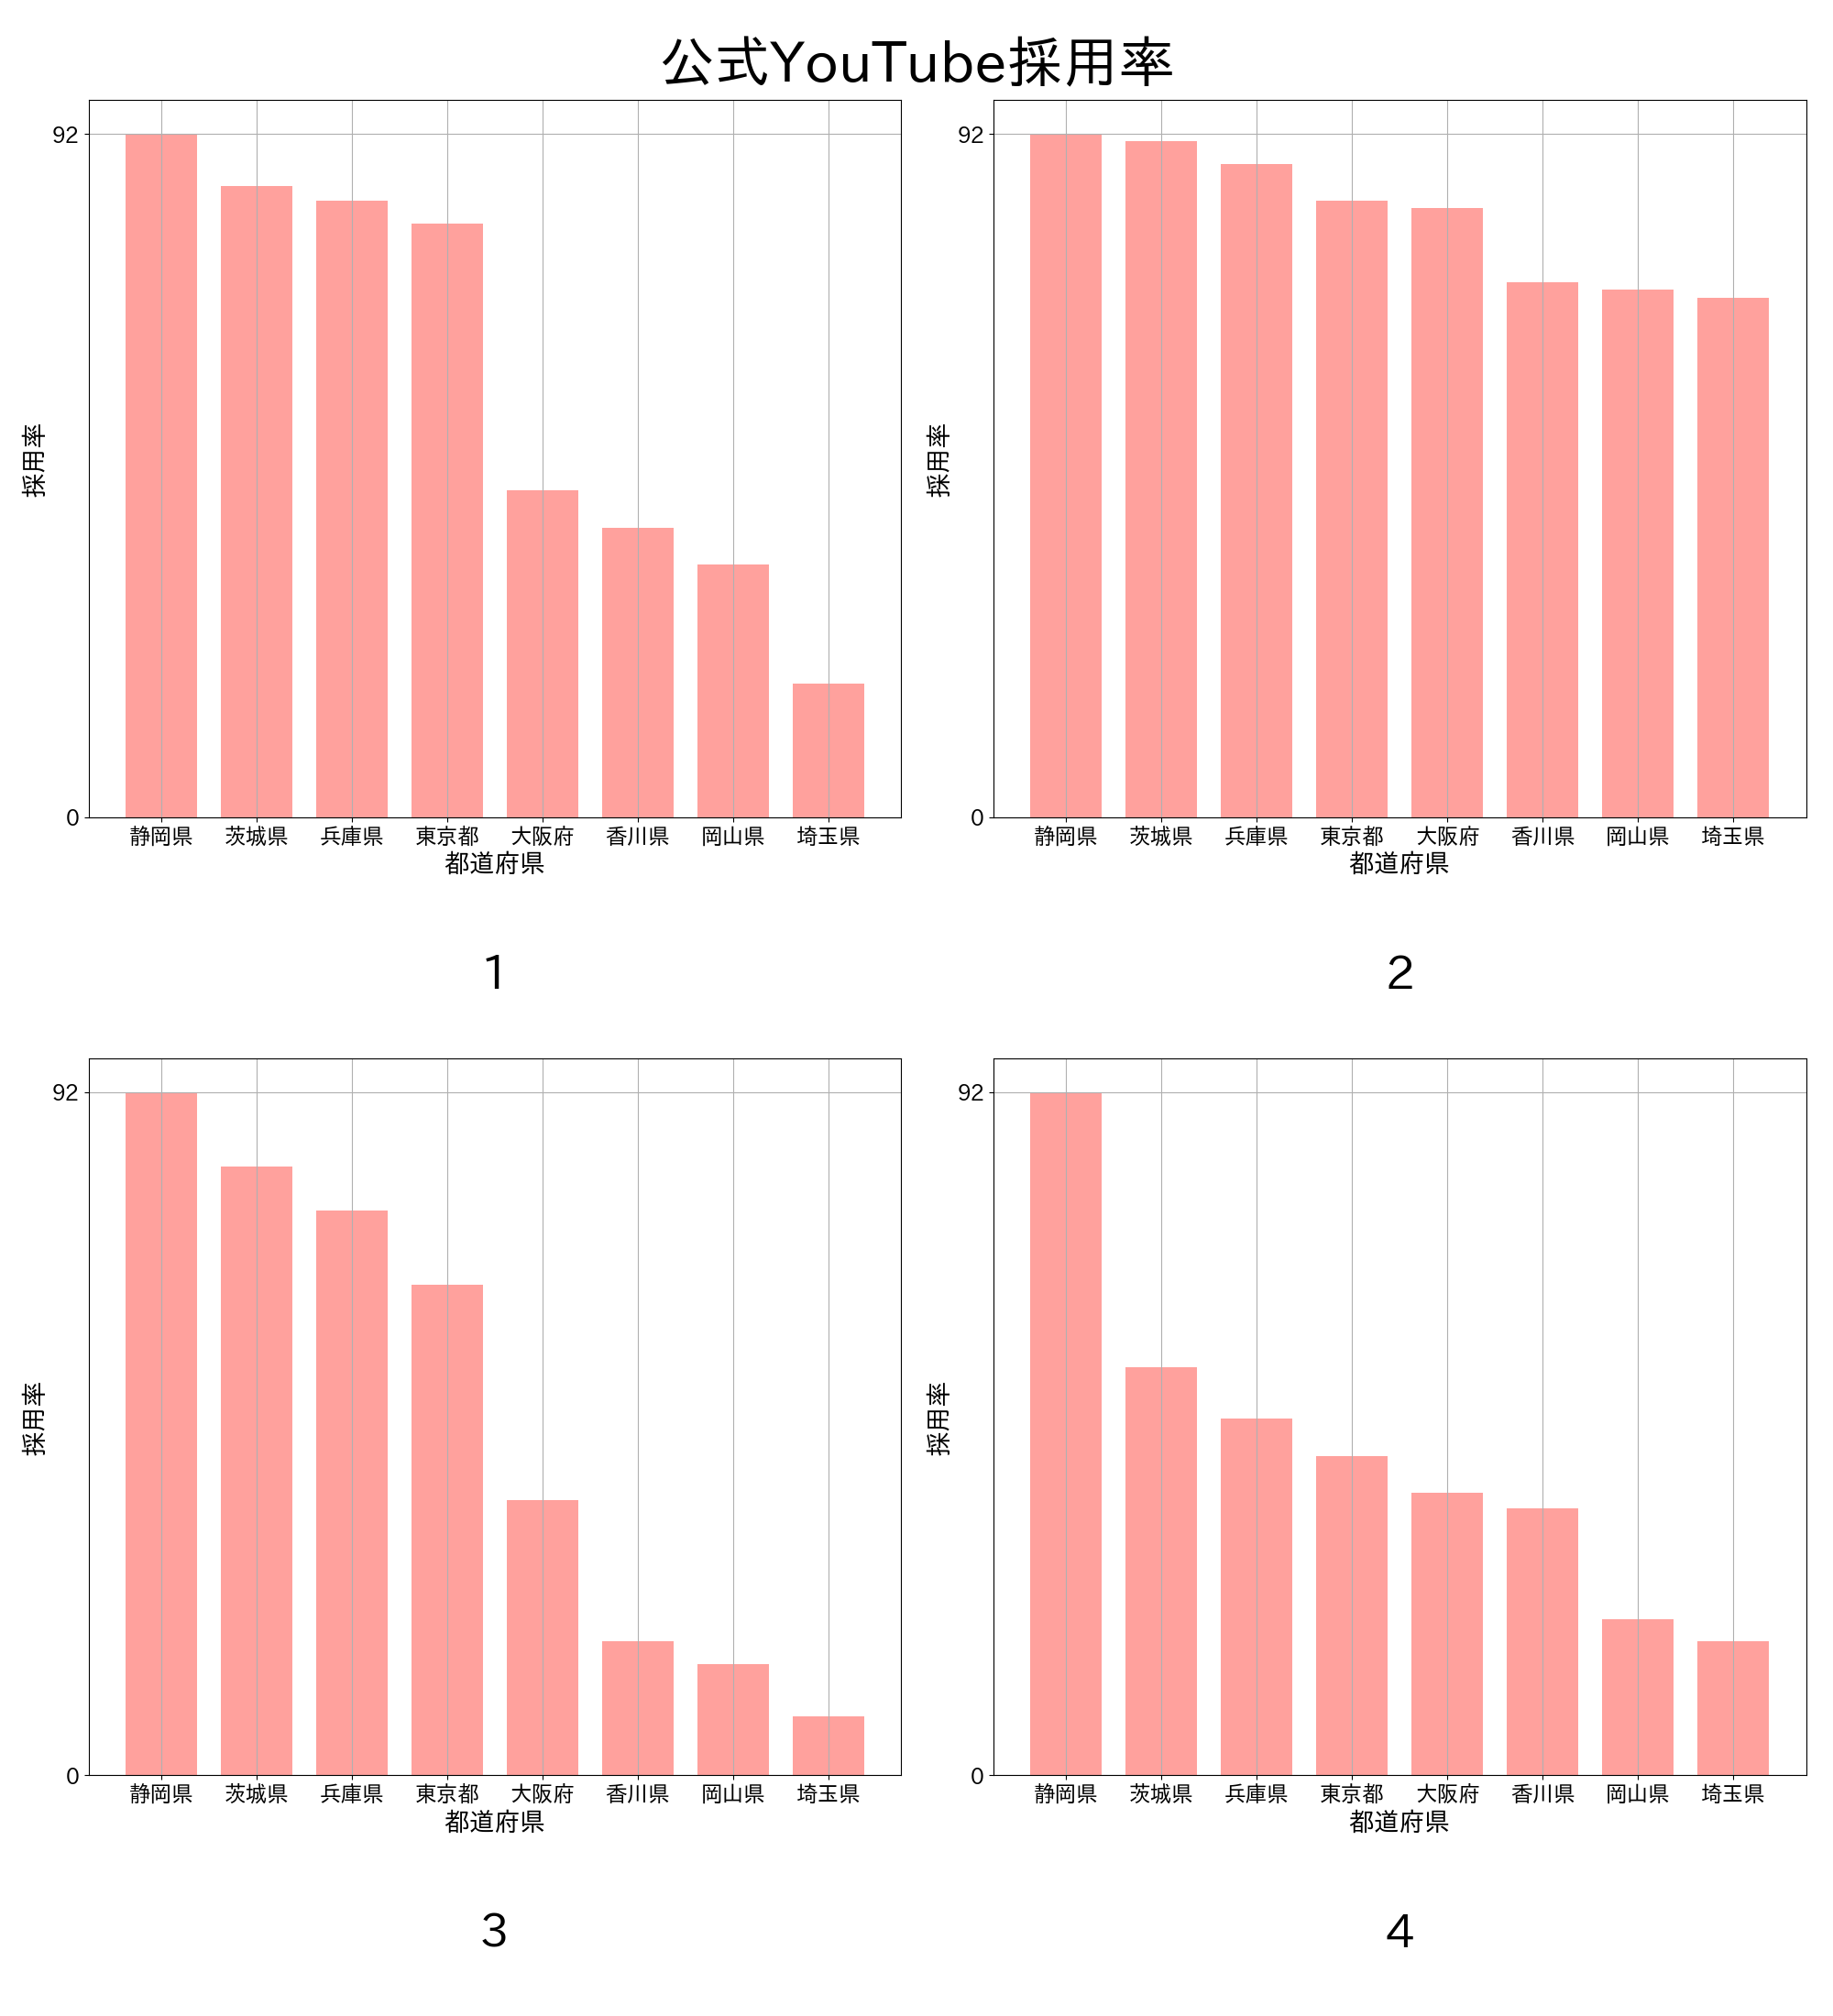 公式YouTube採用率
92
0
採用率
静岡県 茨城県 兵庫県 東京都 大阪府 香川県 岡山県 埼玉県
都道府県
1
92
0
採用率
静岡県 茨城県 兵庫県 東京都 大阪府 香川県 岡山県 埼玉県
都道府県
2
92
0
採用率
静岡県 茨城県 兵庫県 東京都 大阪府 香川県 岡山県 埼玉県
都道府県
3
92
0
採用率
静岡県 茨城県 兵庫県 東京都 大阪府 香川県 岡山県 埼玉県
都道府県
4